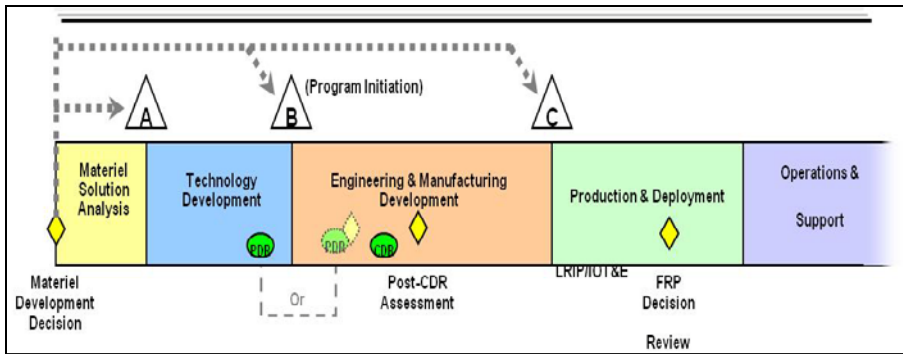 A
B
(Program Initiation)
C
Materiel
Solution
Analysis
Technology
Development
Engineering & Manufacturing
Development
Production & Deployment
Operations &
Support
PDR
PDR
CDR
Materiel
Development
Decision
Or
Post-CDR
Assessment
LRIP/IOT&E
FRP
Decision
Review